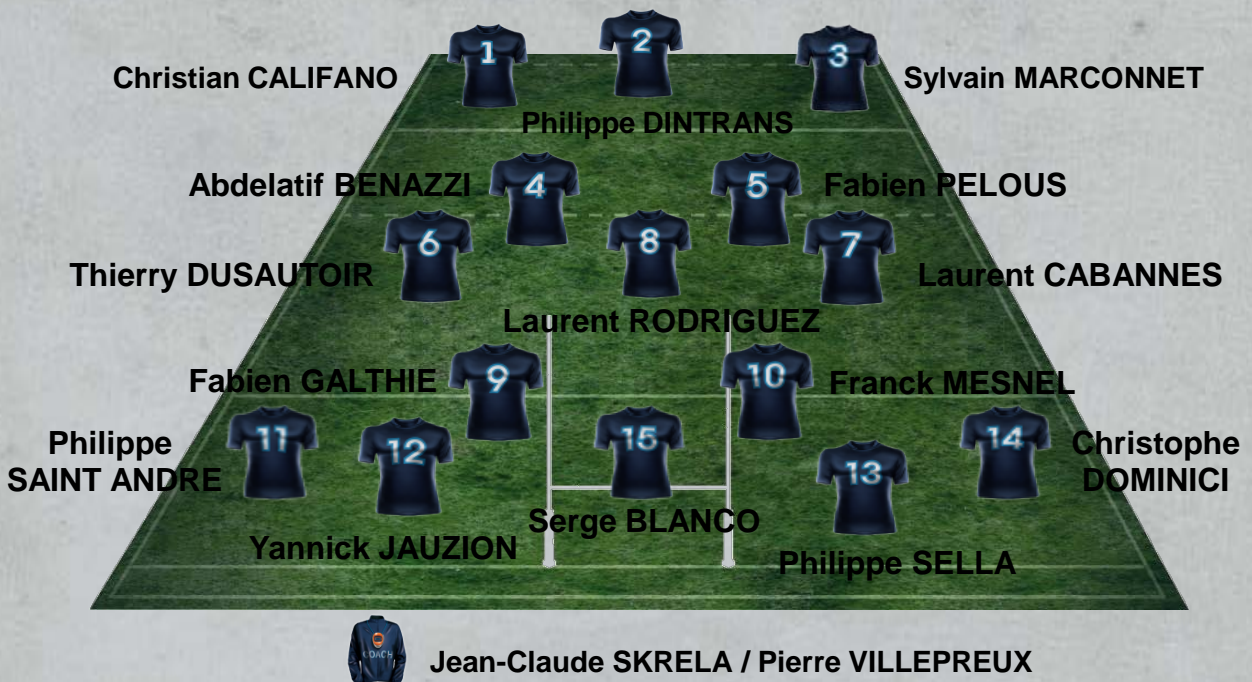 1
2
3
Christian CALIFANO
Sylvain MARCONNET
Philippe DINTRANS
4
5
Abdelatif BENAZZI
Fabien PELOUS
6
8
7
Thierry DUSAUTOIR
Laurent CABANNES
Laurent RODRIGUEZ
9
10
Fabien GALTHIE
Franck MESNEL
11
12
15
13
14
Philippe
SAINT ANDRE
Christophe
DOMINICI
Serge BLANCO
Yannick JAUZION
Philippe SELLA
COACH
Jean-Claude SKRELA / Pierre VILLEPREUX